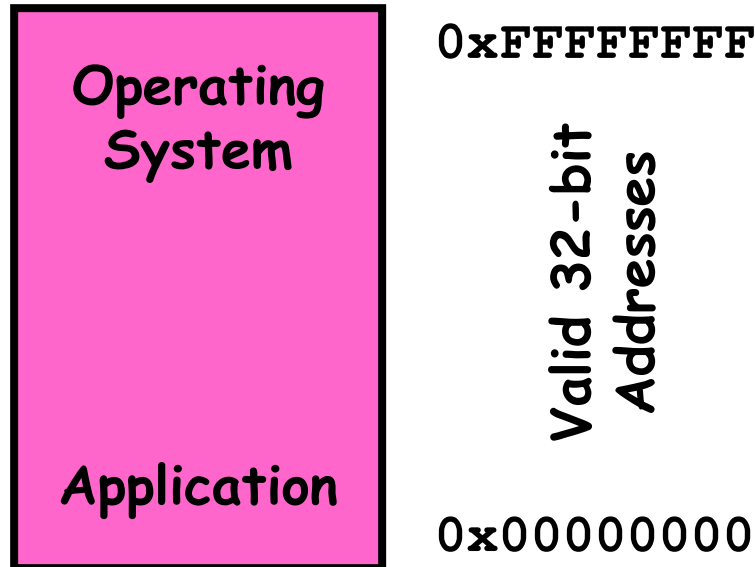 Operating
System
Application
0xFFFFFFFF
Valid 32-bit
Addresses
0x00000000